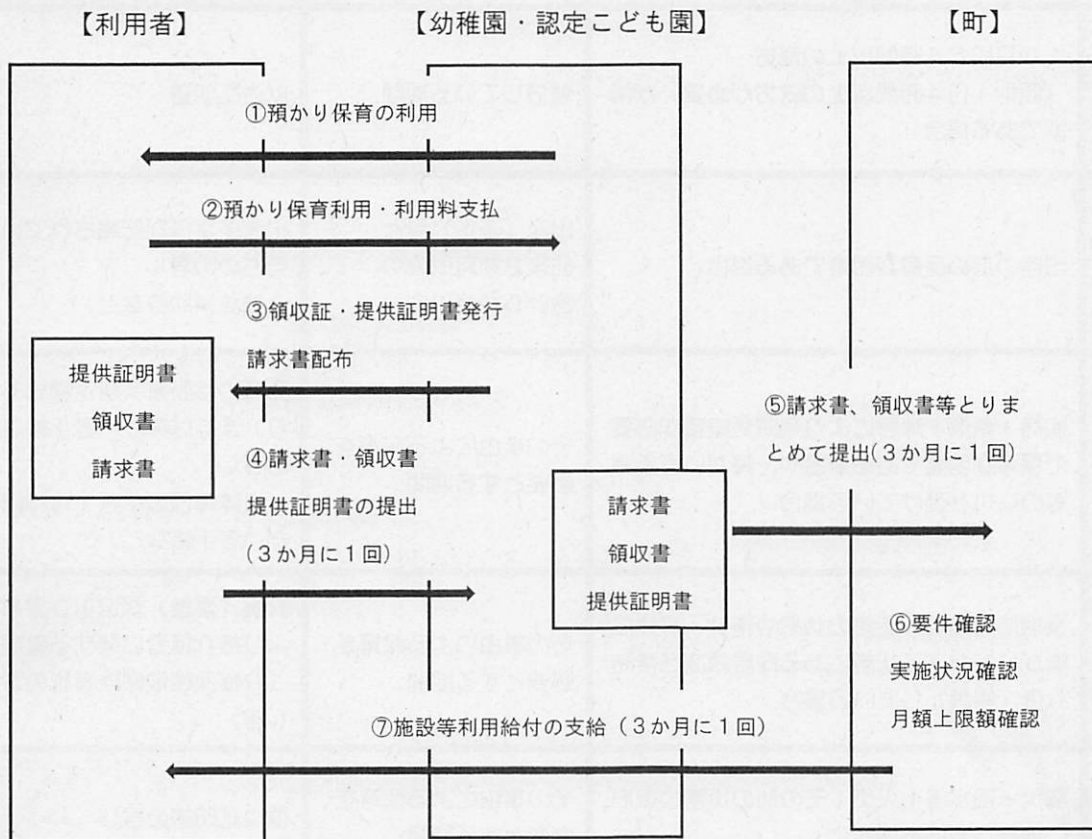 【利用者】
【幼稚園・認定こども園】
【町】
①預かり保育の利用
②預かり保育利用・利用料支払
③領収証・提供証明書発行
請求書配布
提供証明書
領収書
請求書
④請求書・領収書
提供証明書の提出
(3か月に1回)
⑤請求書、領収書等とりま
とめて提出(3か月に1回)
請求書
領収書
提供証明書
⑥要件確認
実施状況確認
月額上限額確認
⑦施設等利用給付の支給(3か月に1回)